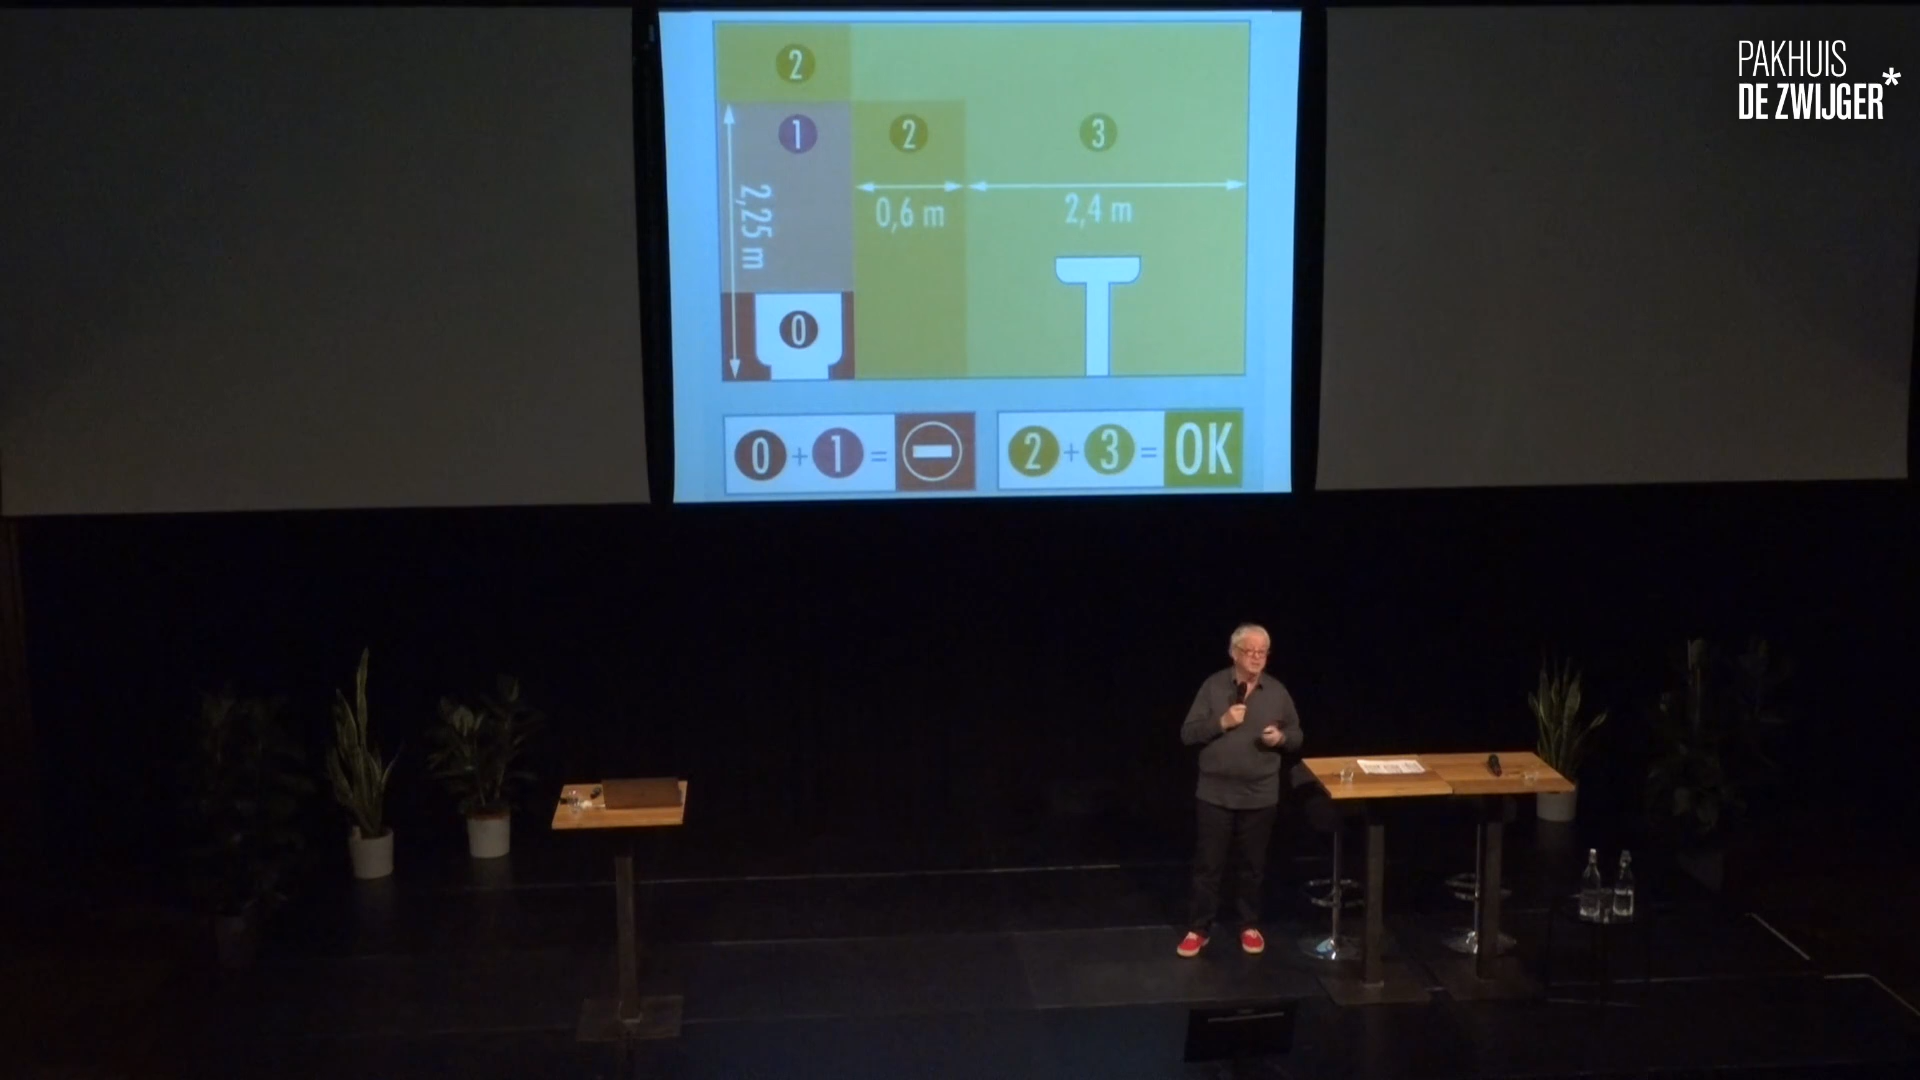 PAKHUIS
DE ZWIJGER*
2
1
2
3
2,25 m
0,6 m
2,4 m
0
0 + 1 =
2 + 3 = OK